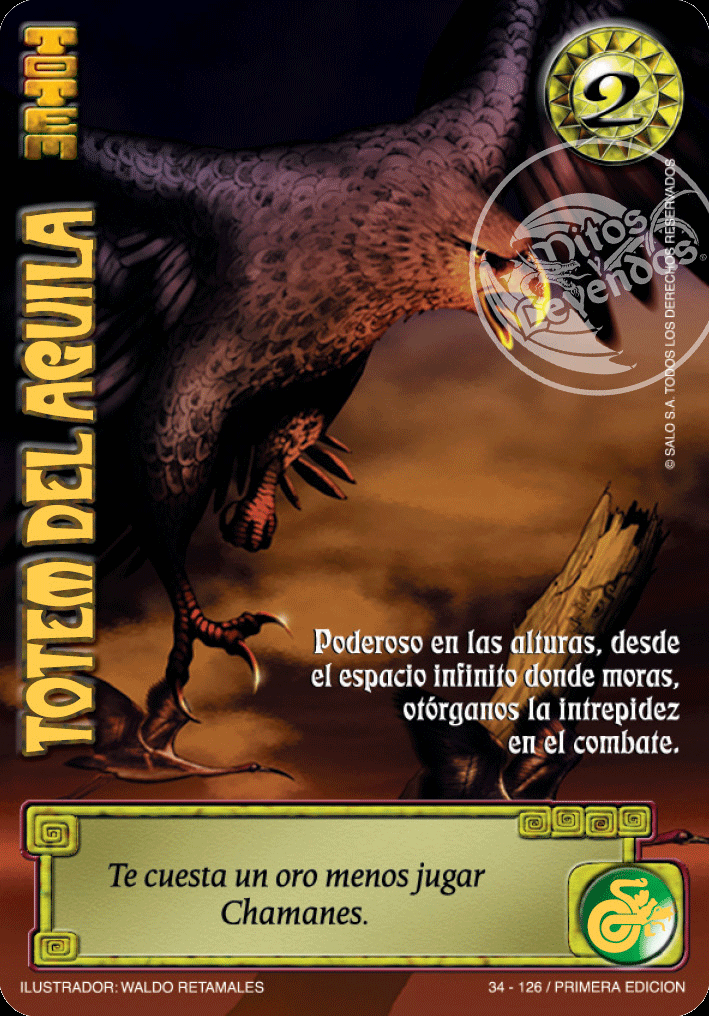 TOTEM
2
TOTEM DEL AGUILA
Mitos
y
Leyendas
®
© SALO S.A. TODOS LOS DERECHOS RESERVADOS
Poderoso en las alturas, desde
el espacio infinito donde moras,
otórganos la intrepidez
en el combate.
Te cuesta un oro menos jugar
Chamanes.
ILUSTRADOR: WALDO RETAMALES
34 - 126 / PRIMERA EDICION